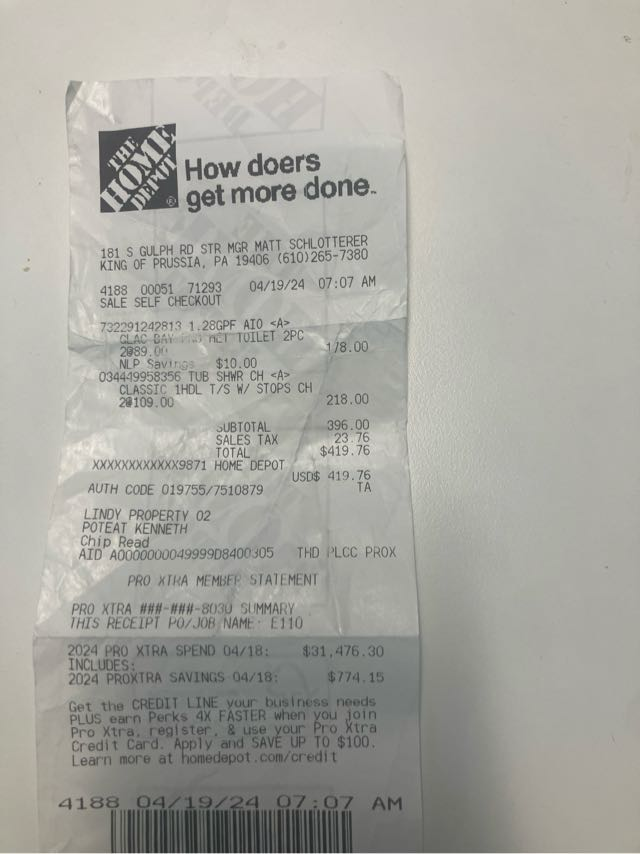 THE
HOME
DEPOT
®
How doers
get more done™
181 S GULPH RD STR MGR MATT SCHLOTTERER
KING OF PRUSSIA, PA 19406 (610)265-7380
4188 00051 71293 04/19/24 07:07 AM
SALE SELF CHECKOUT
732291242813 1.28GPF AIO <A>
GLAC BAY MET TOILET 2PC
2@89.00 178.00
NLP Savings $10.00
034449958356 TUB SHWR CH <A>
CLASSIC 1HDL T/S W/ STOPS CH
2@109.00 218.00
SUBTOTAL 396.00
SALES TAX 23.76
TOTAL $419.76
XXXXXXXXXXXX9871 HOME DEPOT
USD$ 419.76
AUTH CODE 019755/7510879 TA
LINDY PROPERTY 02
POTEAT KENNETH
Chip Read
AID A0000000049999D8400305 THD PLCC PROX
PRO XTRA MEMBER STATEMENT
PRO XTRA ###-###-8030 SUMMARY
THIS RECEIPT PO/JOB NAME: E110
2024 PRO XTRA SPEND 04/18: $31,476.30
INCLUDES:
2024 PROXTRA SAVINGS 04/18: $774.15
Get the CREDIT LINE your business needs
PLUS earn Perks 4X FASTER when you join
Pro Xtra, register, & use your Pro Xtra
Credit Card. Apply and SAVE UP TO $100.
Learn more at homedepot.com/credit
4188 04/19/24 07:07 AM